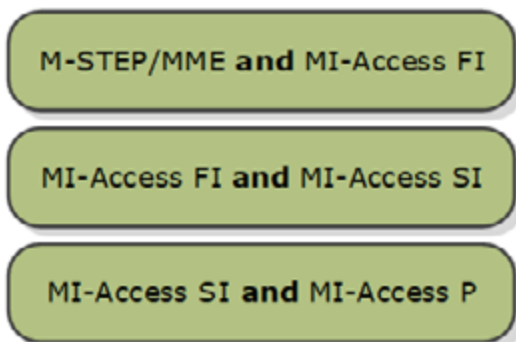 M-STEP/MME and MI-Access FI
MI-Access FI and MI-Access SI
MI-Access SI and MI-Access P